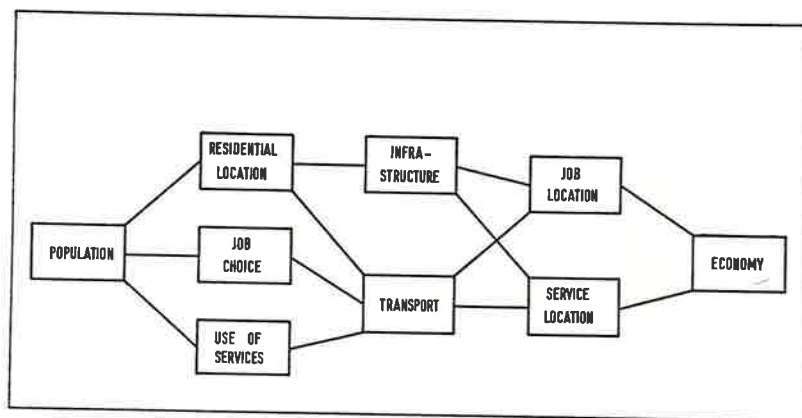 RESIDENTIAL
LOCATION
INFRA-
STRUCTURE
JOB
LOCATION
POPULATION
JOB
CHOICE
ECONOMY
TRANSPORT
SERVICE
LOCATION
USE OF
SERVICES